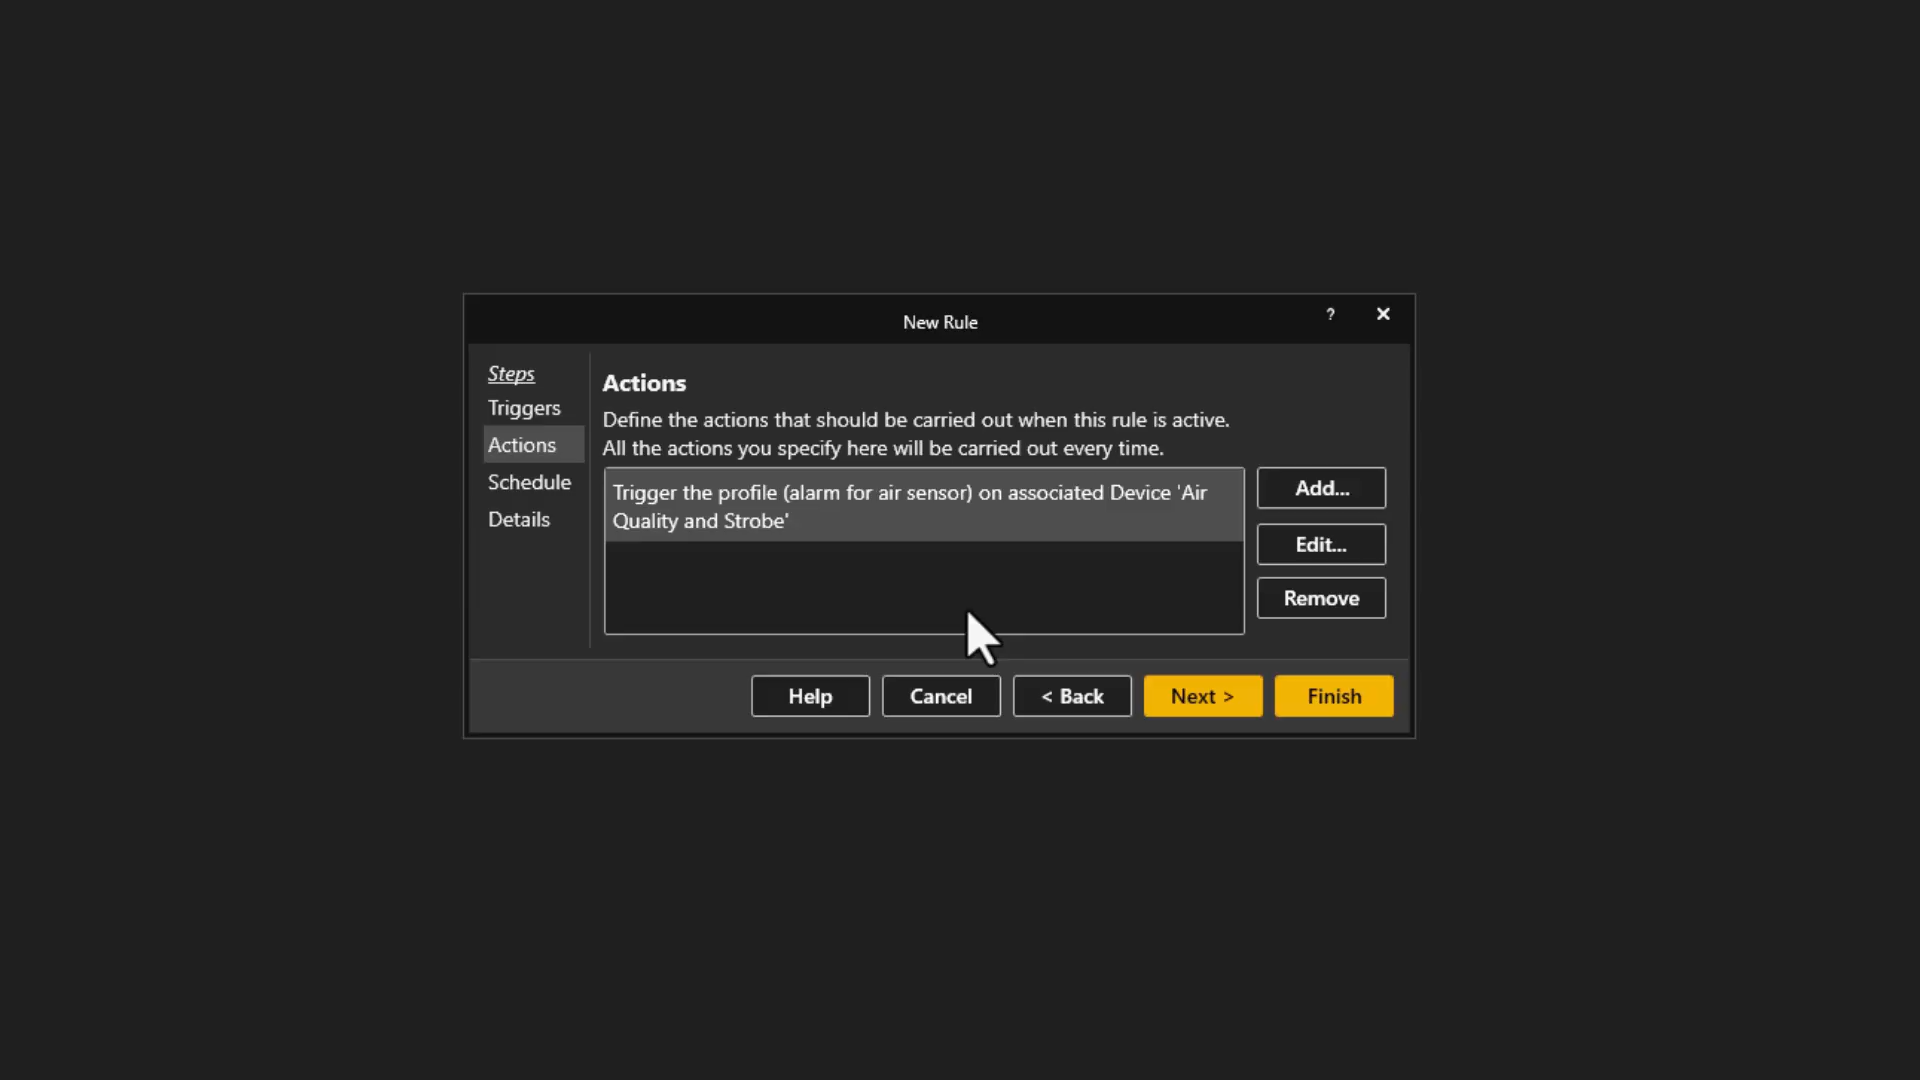 New Rule
?
Steps
Triggers
Actions
Schedule
Details
Actions
Define the actions that should be carried out when this rule is active.
All the actions you specify here will be carried out every time.
Trigger the profile (alarm for air sensor) on associated Device 'Air
Quality and Strobe'
Add...
Edit...
Remove
Help
Cancel
< Back
Next >
Finish